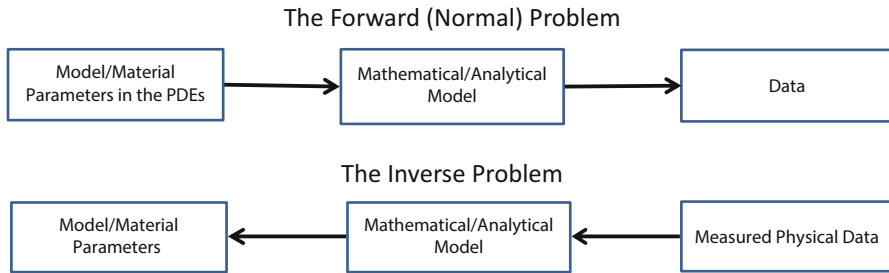 The Forward (Normal) Problem
Model/Material
Parameters in the PDEs
Mathematical/Analytical
Model
Data
The Inverse Problem
Model/Material
Parameters
Mathematical/Analytical
Model
Measured Physical Data